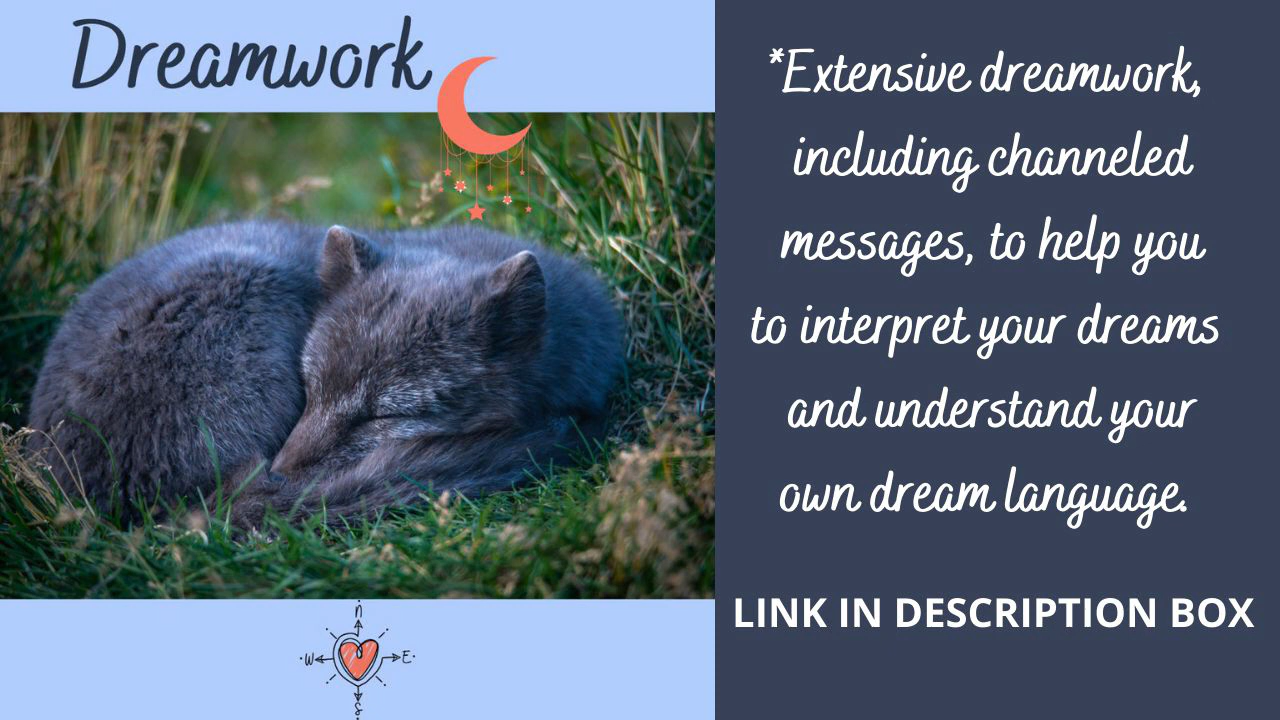 Dreamwork
*Extensive dreamwork,
including channeled
messages, to help you
to interpret your dreams
and understand your
own dream language.
LINK IN DESCRIPTION BOX
n
W E
S